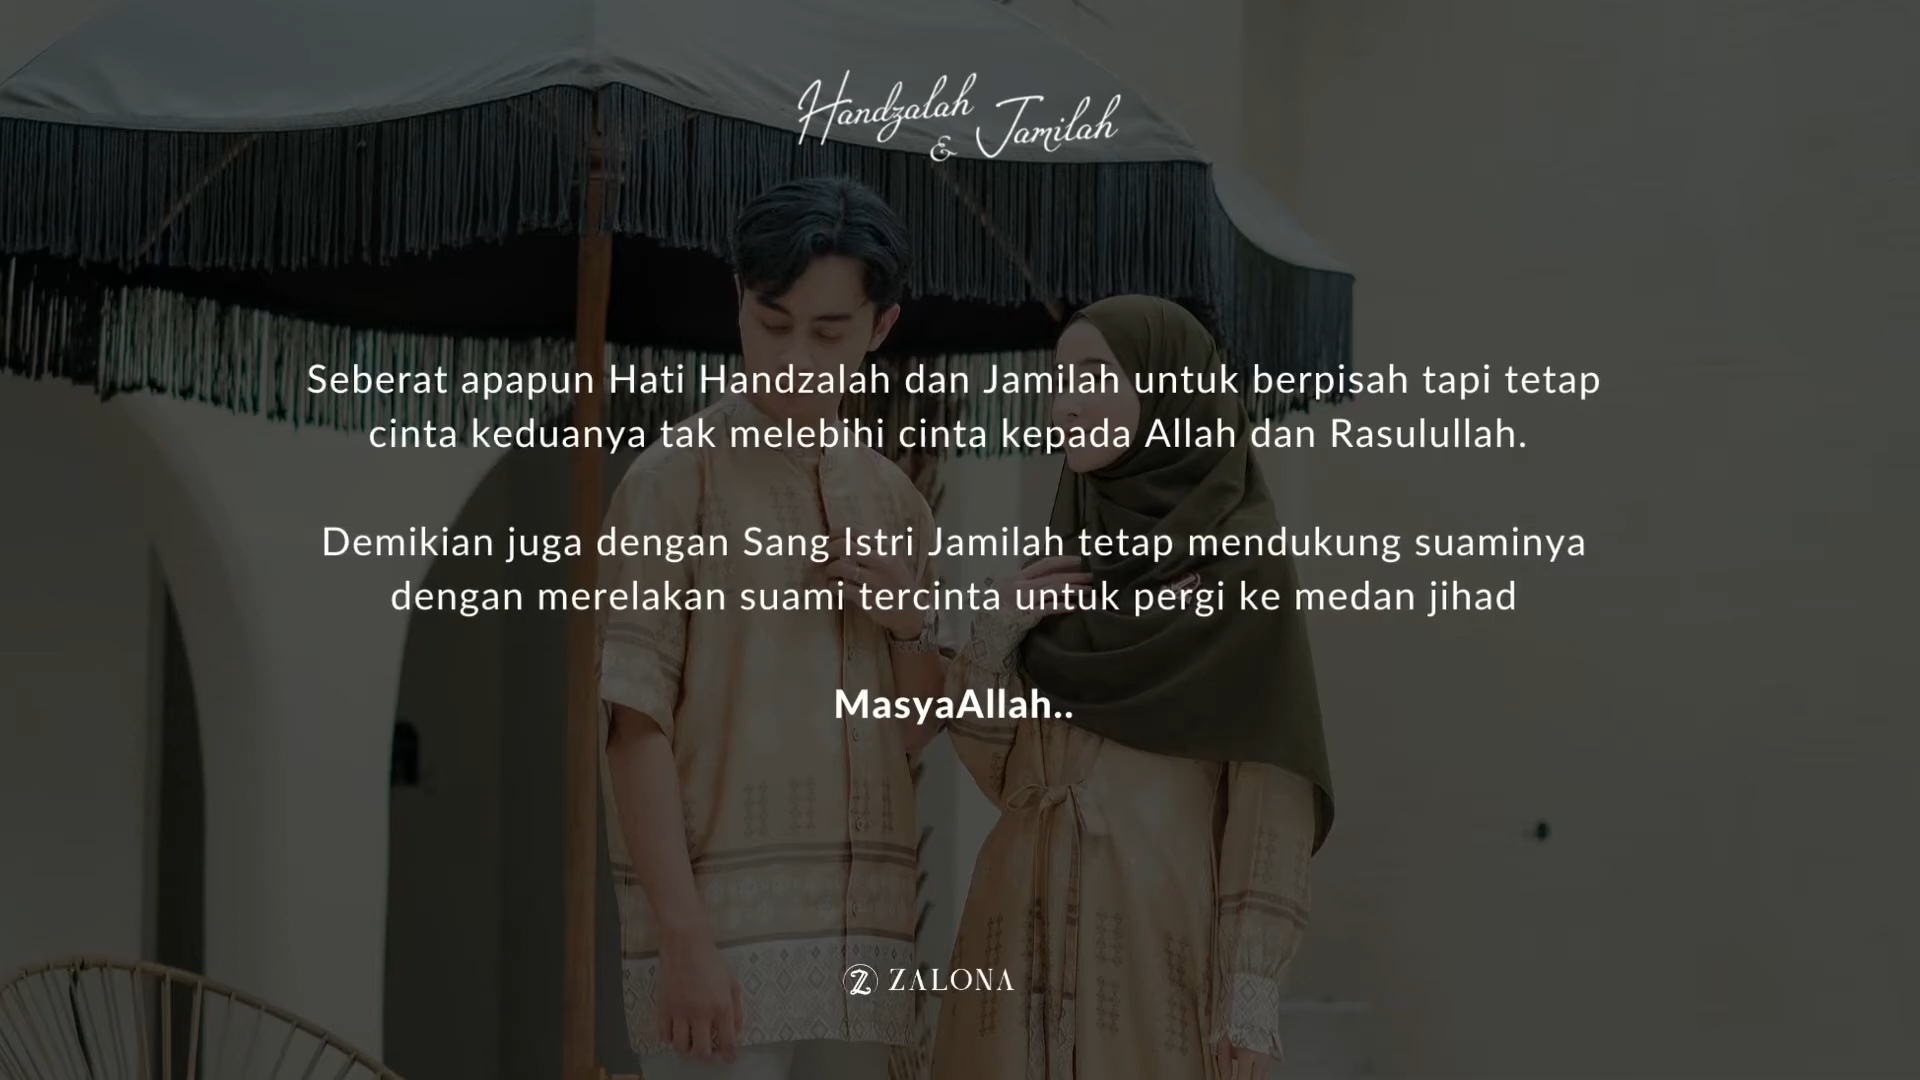 Handzalah
& Jamilah
Seberat apapun Hati Handzalah dan Jamilah untuk berpisah tapi tetap
cinta keduanya tak melebihi cinta kepada Allah dan Rasulullah.
Demikian juga dengan Sang Istri Jamilah tetap mendukung suaminya
dengan merelakan suami tercinta untuk pergi ke medan jihad
MasyaAllah..
ZALONA